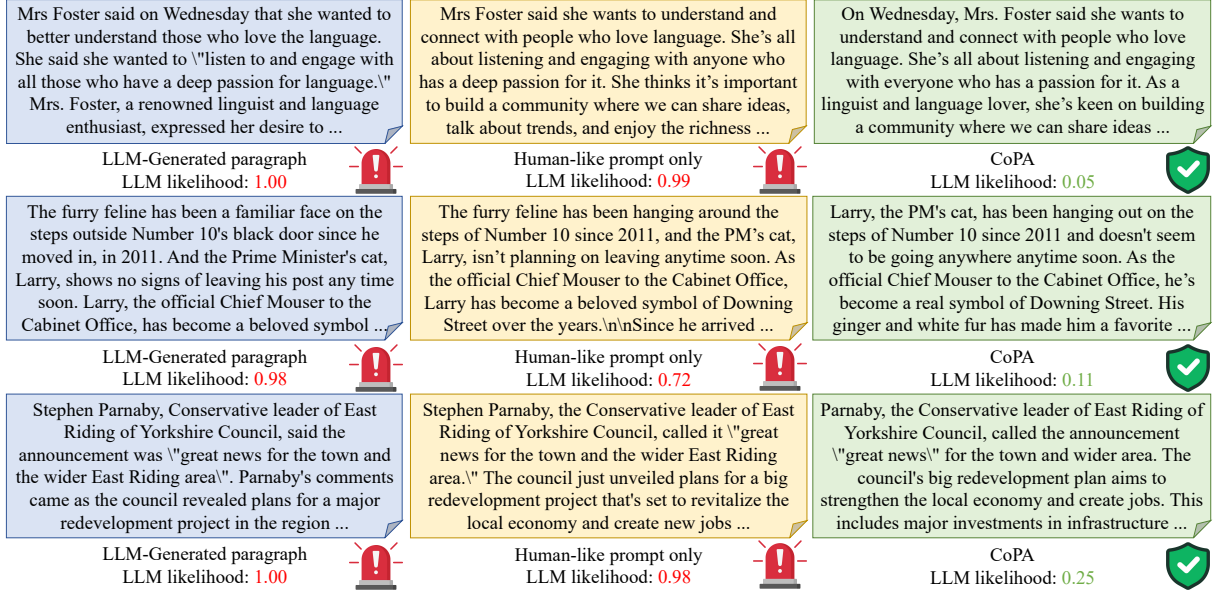 Mrs Foster said on Wednesday that she wanted to
better understand those who love the language.
She said she wanted to \"listen to and engage with
all those who have a deep passion for language.\"
Mrs. Foster, a renowned linguist and language
enthusiast, expressed her desire to ...
LLM-Generated paragraph
LLM likelihood: 1.00
Mrs Foster said she wants to understand and
connect with people who love language. She's all
about listening and engaging with anyone who
has a deep passion for it. She thinks it's important
to build a community where we can share ideas,
talk about trends, and enjoy the richness ...
Human-like prompt only
LLM likelihood: 0.99
On Wednesday, Mrs. Foster said she wants to
understand and connect with people who love
language. She's all about listening and engaging
with everyone who has a passion for it. As a
linguist and language lover, she's keen on building
a community where we can share ideas ...
CoPA
LLM likelihood: 0.05
The furry feline has been a familiar face on the
steps outside Number 10's black door since he
moved in, in 2011. And the Prime Minister's cat,
Larry, shows no signs of leaving his post any time
soon. Larry, the official Chief Mouser to the
Cabinet Office, has become a beloved symbol ...
LLM-Generated paragraph
LLM likelihood: 0.98
The furry feline has been hanging around the
steps of Number 10 since 2011, and the PM's cat,
Larry, isn't planning on leaving anytime soon. As
the official Chief Mouser to the Cabinet Office,
Larry has become a beloved symbol of Downing
Street over the years.\n\nSince he arrived ...
Human-like prompt only
LLM likelihood: 0.72
Larry, the PM's cat, has been hanging out on the
steps of Number 10 since 2011 and doesn't seem
to be going anywhere anytime soon. As the
official Chief Mouser to the Cabinet Office, he's
become a real symbol of Downing Street. His
ginger and white fur has made him a favorite ...
CoPA
LLM likelihood: 0.11
Stephen Parnaby, Conservative leader of East
Riding of Yorkshire Council, said the
announcement was \"great news for the town and
the wider East Riding area\". Parnaby's comments
came as the council revealed plans for a major
redevelopment project in the region ...
LLM-Generated paragraph
LLM likelihood: 1.00
Stephen Parnaby, the Conservative leader of East
Riding of Yorkshire Council, called it \"great
news for the town and the wider East Riding
area.\" The council just unveiled plans for a big
redevelopment project that's set to revitalize the
local economy and create new jobs ...
Human-like prompt only
LLM likelihood: 0.98
Parnaby, the Conservative leader of East Riding of
Yorkshire Council, called the announcement
\"great news\" for the town and wider area. The
council's big redevelopment plan aims to
strengthen the local economy and create jobs. This
includes major investments in infrastructure ...
CoPA
LLM likelihood: 0.25